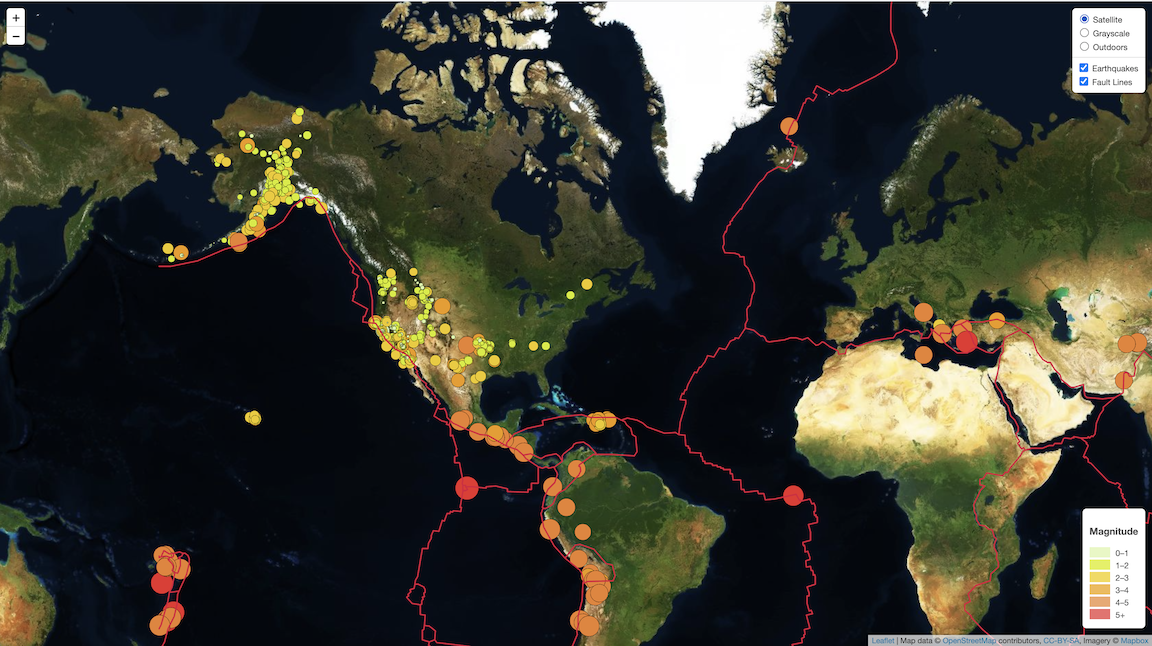 +
−
Satellite
Grayscale
Outdoors
Earthquakes
Fault Lines
Magnitude
0–1
1–2
2–3
3–4
4–5
5+
Leaflet | Map data © OpenStreetMap contributors, CC-BY-SA, Imagery © Mapbox